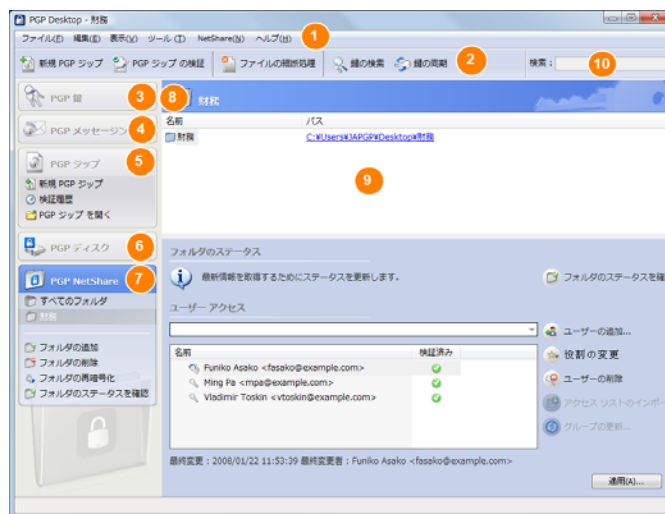 PGP Desktop - 財務
ファイル(F) 編集(E) 表示(V) ツール(T) NetShare(N) ヘルプ(H) 1
新規 PGP ジップ PGP ジップ の検証 ファイルの細断処理 鍵の検索 鍵の同期 2 検索: 10
PGP 鍵 3
PGP メッセージン 4
PGP ジップ 5
新規 PGP ジップ
検証履歴
PGP ジップ を開く
PGP ディスク 6
PGP NetShare 7
すべてのフォルダ
財務
フォルダの追加
フォルダの削除
フォルダの再暗号化
フォルダのステータスを確認
8 財務
名前 パス
財務 C:¥Users¥JAPGP¥Desktop¥財務
9
フォルダのステータス
最新情報を取得するためにステータスを更新します。
フォルダのステータスを確
ユーザー アクセス
ユーザーの追加...
役割の変更
ユーザーの削除
アクセス リストのインポー
グループの更新...
名前 検証済み
Funiko Asako <fasako@example.com>
Ming Pa <mpa@example.com>
Vladimir Toskin <vtoskin@example.com>
最終変更:2008/01/22 11:53:39 最終変更者:Funiko Asako <fasako@example.com>
適用(A)...